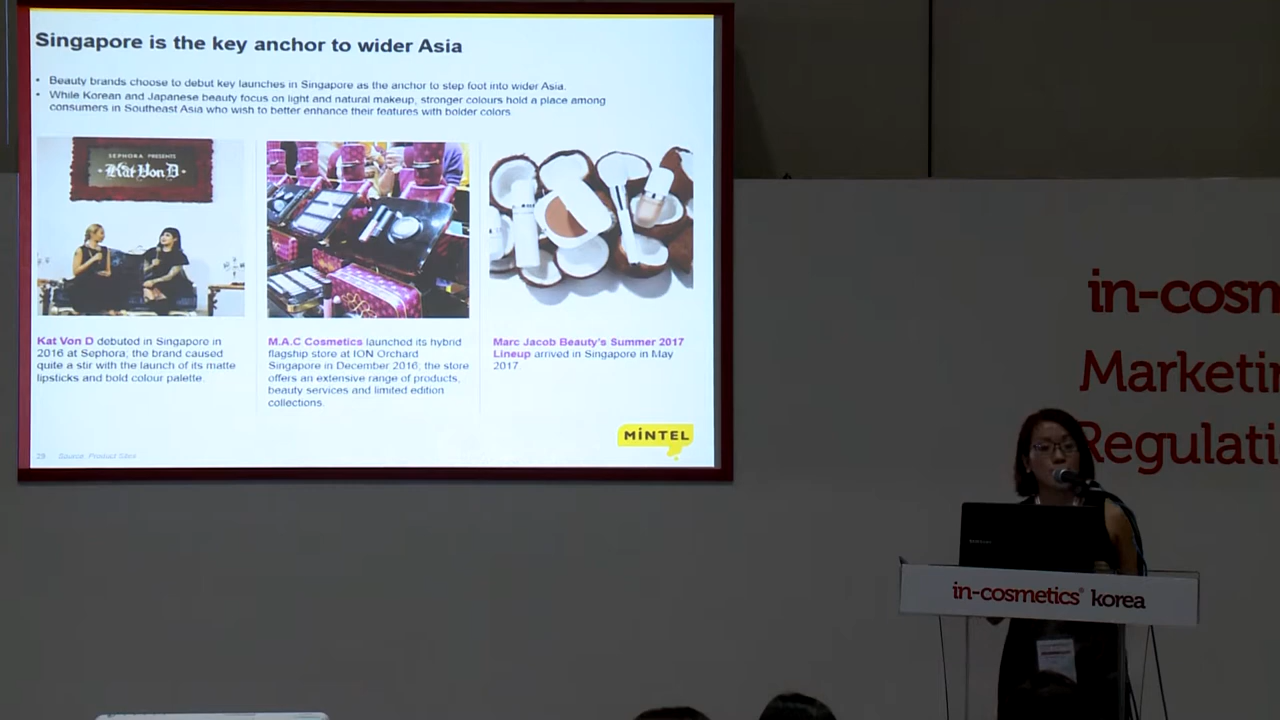 Singapore is the key anchor to wider Asia
• Beauty brands choose to debut key launches in Singapore as the anchor to step foot into wider Asia.
• While Korean and Japanese beauty focus on light and natural makeup, stronger colours hold a place among
consumers in Southeast Asia who wish to better enhance their features with bolder colors
SEPHORA PRESENTS
·Kat Von D·
Kat Von D debuted in Singapore in
2016 at Sephora; the brand caused
quite a stir with the launch of its matte
lipsticks and bold colour palette.
M.A.C Cosmetics launched its hybrid
flagship store at ION Orchard
Singapore in December 2016, the store
offers an extensive range of products,
beauty services and limited edition
collections.
Marc Jacob Beauty's Summer 2017
Lineup arrived in Singapore in May
2017.
MiNTEL
29 Source: Product Sites
in-cosm
Marketin
Regulati
in-cosmetics® korea